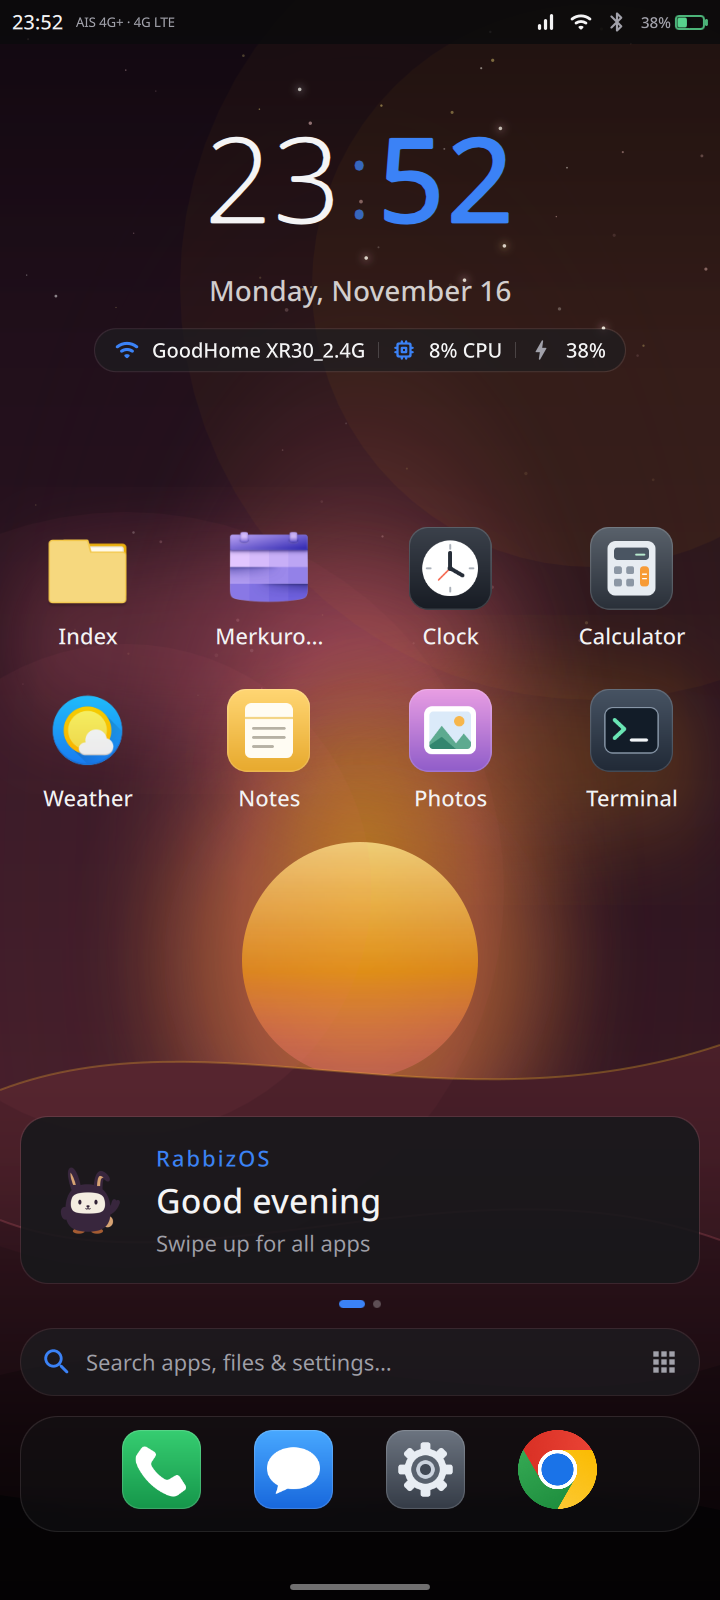 23:52 AIS 4G+ · 4G LTE 38%
23:52
Monday, November 16
GoodHome XR30_2.4G 8% CPU 38%
Index Merkuro... Clock Calculator
Weather Notes Photos Terminal
RabbizOS
Good evening
Swipe up for all apps
Search apps, files & settings...